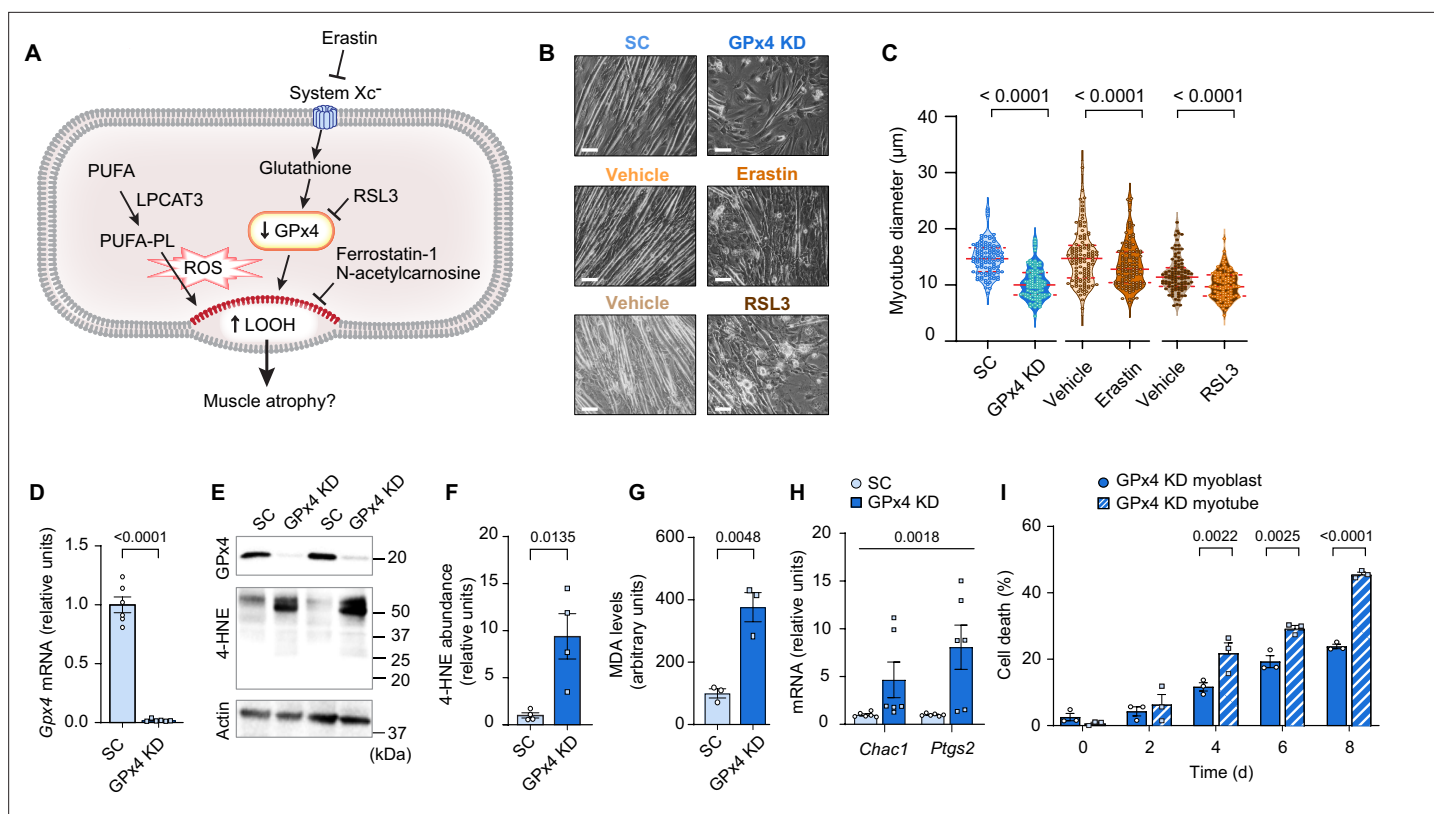 A
Erastin
System Xc⁻
Glutathione
PUFA
LPCAT3
RSL3
↓ GPx4
PUFA-PL
ROS
Ferrostatin-1
N-acetylcarnosine
↑ LOOH
Muscle atrophy?
B
SC
GPx4 KD
Vehicle
Erastin
Vehicle
RSL3
C
< 0.0001
< 0.0001
< 0.0001
Myotube diameter (µm)
40
30
20
10
0
SC
GPx4 KD
Vehicle
Erastin
Vehicle
RSL3
D
<0.0001
Gpx4 mRNA (relative units)
1.5
1.0
0.5
0.0
SC
GPx4 KD
E
SC
GPx4 KD
SC
GPx4 KD
GPx4
20
4-HNE
50
37
25
20
Actin
37
(kDa)
F
0.0135
4-HNE abundance
(relative units)
20
15
10
5
0
SC
GPx4 KD
G
0.0048
MDA levels
(arbitrary units)
600
400
200
0
SC
GPx4 KD
H
SC
GPx4 KD
0.0018
mRNA (relative units)
20
15
10
5
0
Chac1
Ptgs2
I
GPx4 KD myoblast
GPx4 KD myotube
0.0022
0.0025
<0.0001
Cell death (%)
60
40
20
0
0
2
4
6
8
Time (d)